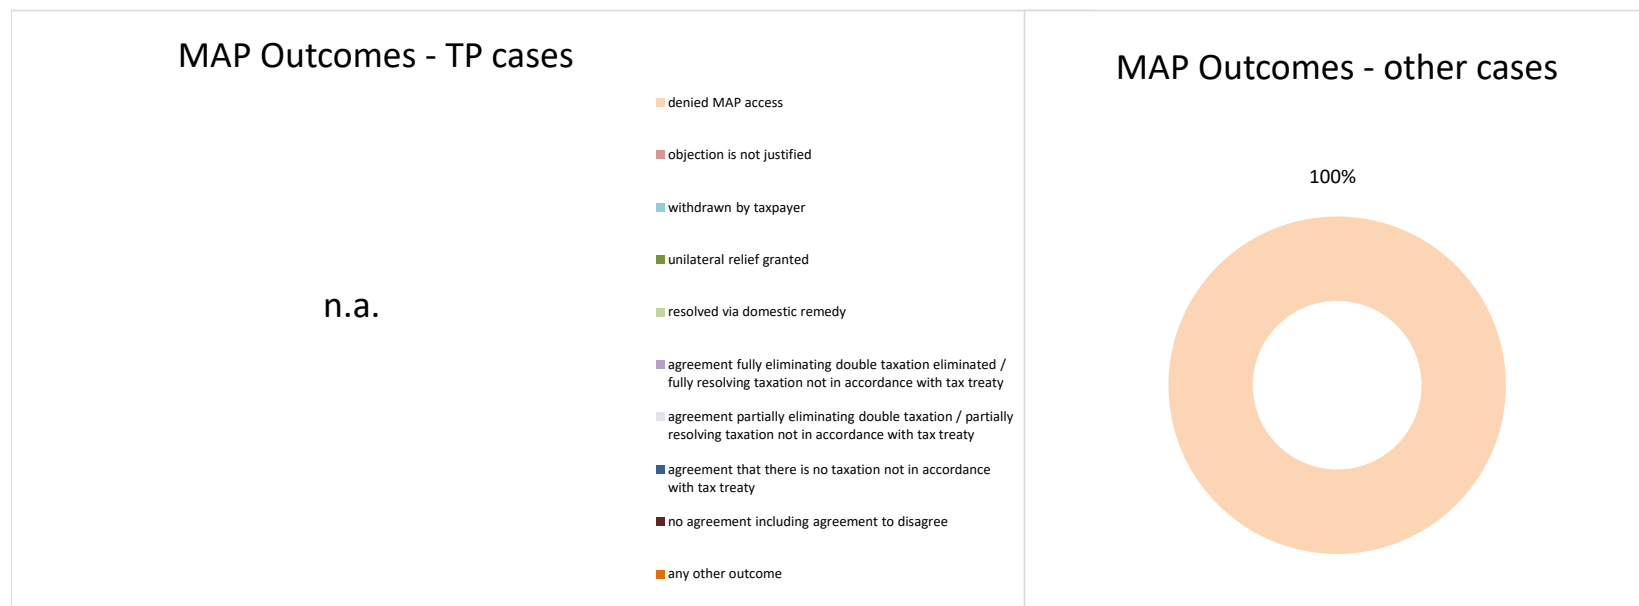 MAP Outcomes - TP cases
n.a.
denied MAP access
objection is not justified
withdrawn by taxpayer
unilateral relief granted
resolved via domestic remedy
agreement fully eliminating double taxation eliminated /
fully resolving taxation not in accordance with tax treaty
agreement partially eliminating double taxation / partially
resolving taxation not in accordance with tax treaty
agreement that there is no taxation not in accordance
with tax treaty
no agreement including agreement to disagree
any other outcome
MAP Outcomes - other cases
100%